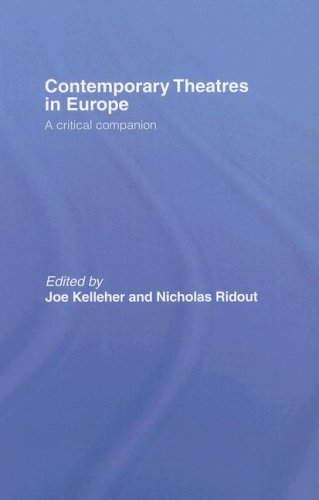 Contemporary Theatres
in Europe
A critical companion
Edited by
Joe Kelleher and Nicholas Ridout